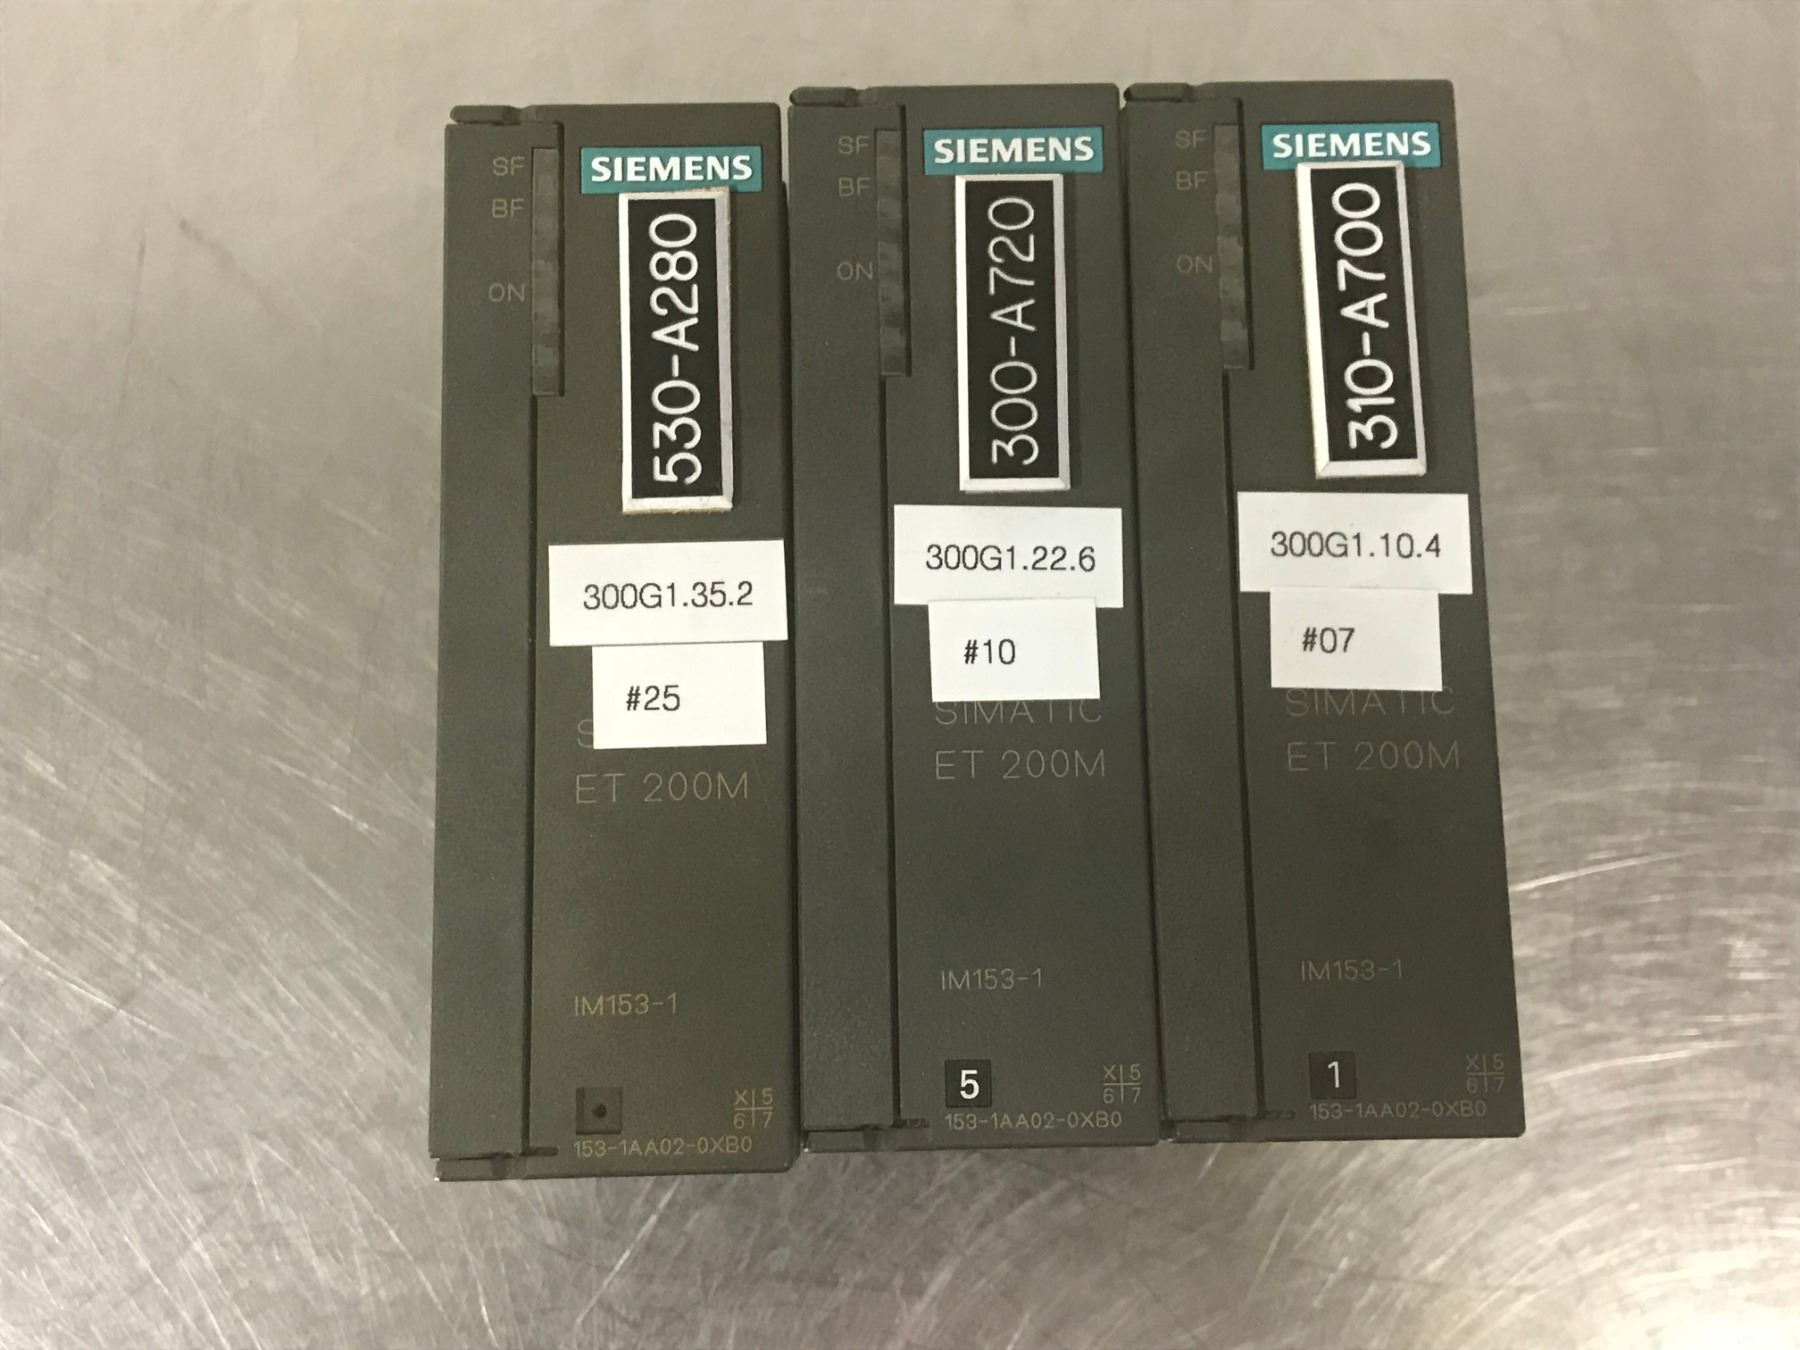 SF
BF
ON
SIEMENS
530-A280
300G1.35.2
#25
S
ET 200M
IM153-1
X 5
6 7
153-1AA02-0XB0
SF
BF
ON
SIEMENS
300-A720
300G1.22.6
#10
SIMATIC
ET 200M
IM153-1
5
X 5
6 7
153-1AA02-0XB0
SF
BF
ON
SIEMENS
310-A700
300G1.10.4
#07
SIMATIC
ET 200M
IM153-1
1
X 5
6 7
153-1AA02-0XB0